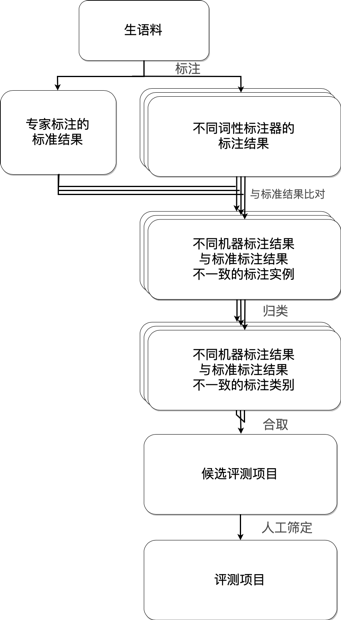 生语料
标注
专家标注的
标准结果
不同词性标注器的
标注结果
与标准结果比对
不同机器标注结果
与标准标注结果
不一致的标注实例
归类
不同机器标注结果
与标准标注结果
不一致的标注类别
合取
候选评测项目
人工筛定
评测项目